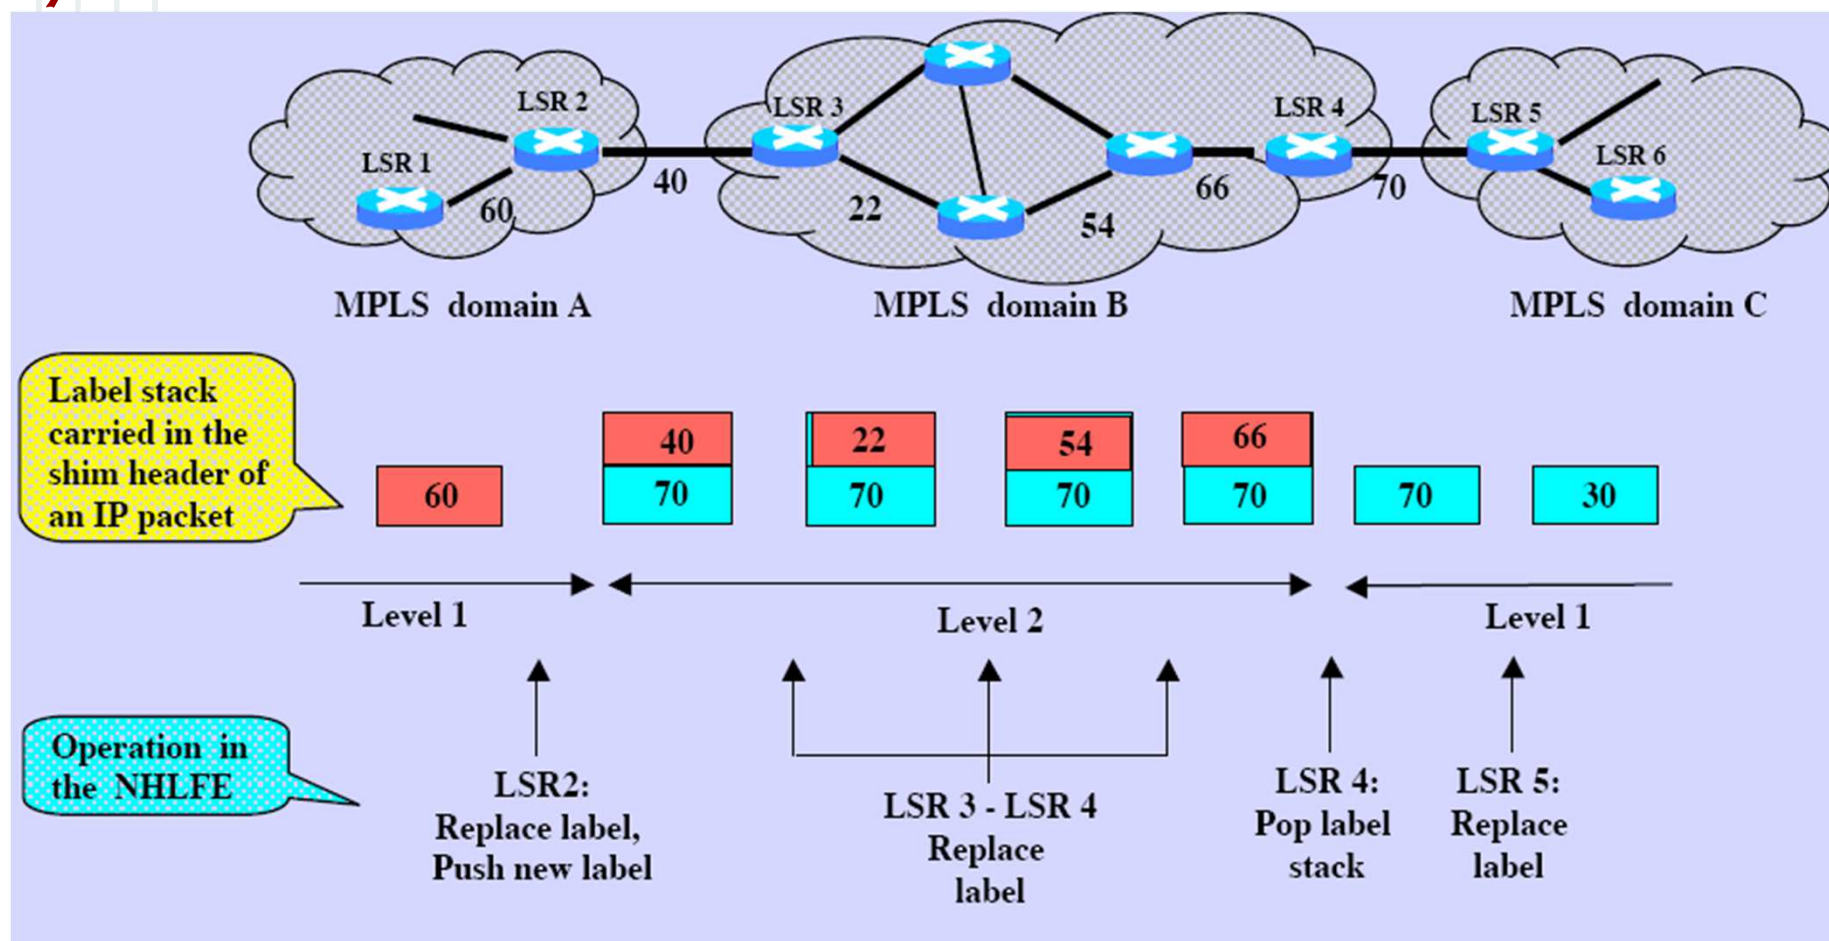 LSR 2
LSR 3
LSR 4
LSR 5
LSR 1
LSR 6
40
60
22
54
66
70
MPLS domain A
MPLS domain B
MPLS domain C
Label stack
carried in the
shim header of
an IP packet
60
40
70
22
70
54
70
66
70
70
30
Level 1
Level 2
Level 1
Operation in
the NHLFE
LSR2:
Replace label,
Push new label
LSR 3 - LSR 4
Replace
label
LSR 4:
Pop label
stack
LSR 5:
Replace
label